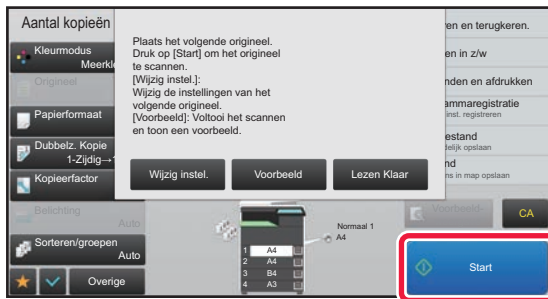 Aantal kopieën
Kleurmodus
Meerkl
Origineel
Papierformaat
Dubbelz. Kopie
1-Zijdig→
Kopieerfactor
Belichting
Auto
Sorteren/groepen
Auto
Overige
Plaats het volgende origineel.
Druk op [Start] om het origineel
te scannen.
[Wijzig instel.]:
Wijzig de instellingen van het
volgende origineel.
[Voorbeeld]: Voltooi het scannen
en toon een voorbeeld.
Wijzig instel.
Voorbeeld
Lezen Klaar
Normaal 1
A4
1 A4
2 A4
3 B4
4 A3
en en terugkeren.
en in z/w
nden en afdrukken
ammaregistratie
inst. registreren
estand
delijk opslaan
nd
ns in map opslaan
Voorbeeld-
CA
Start